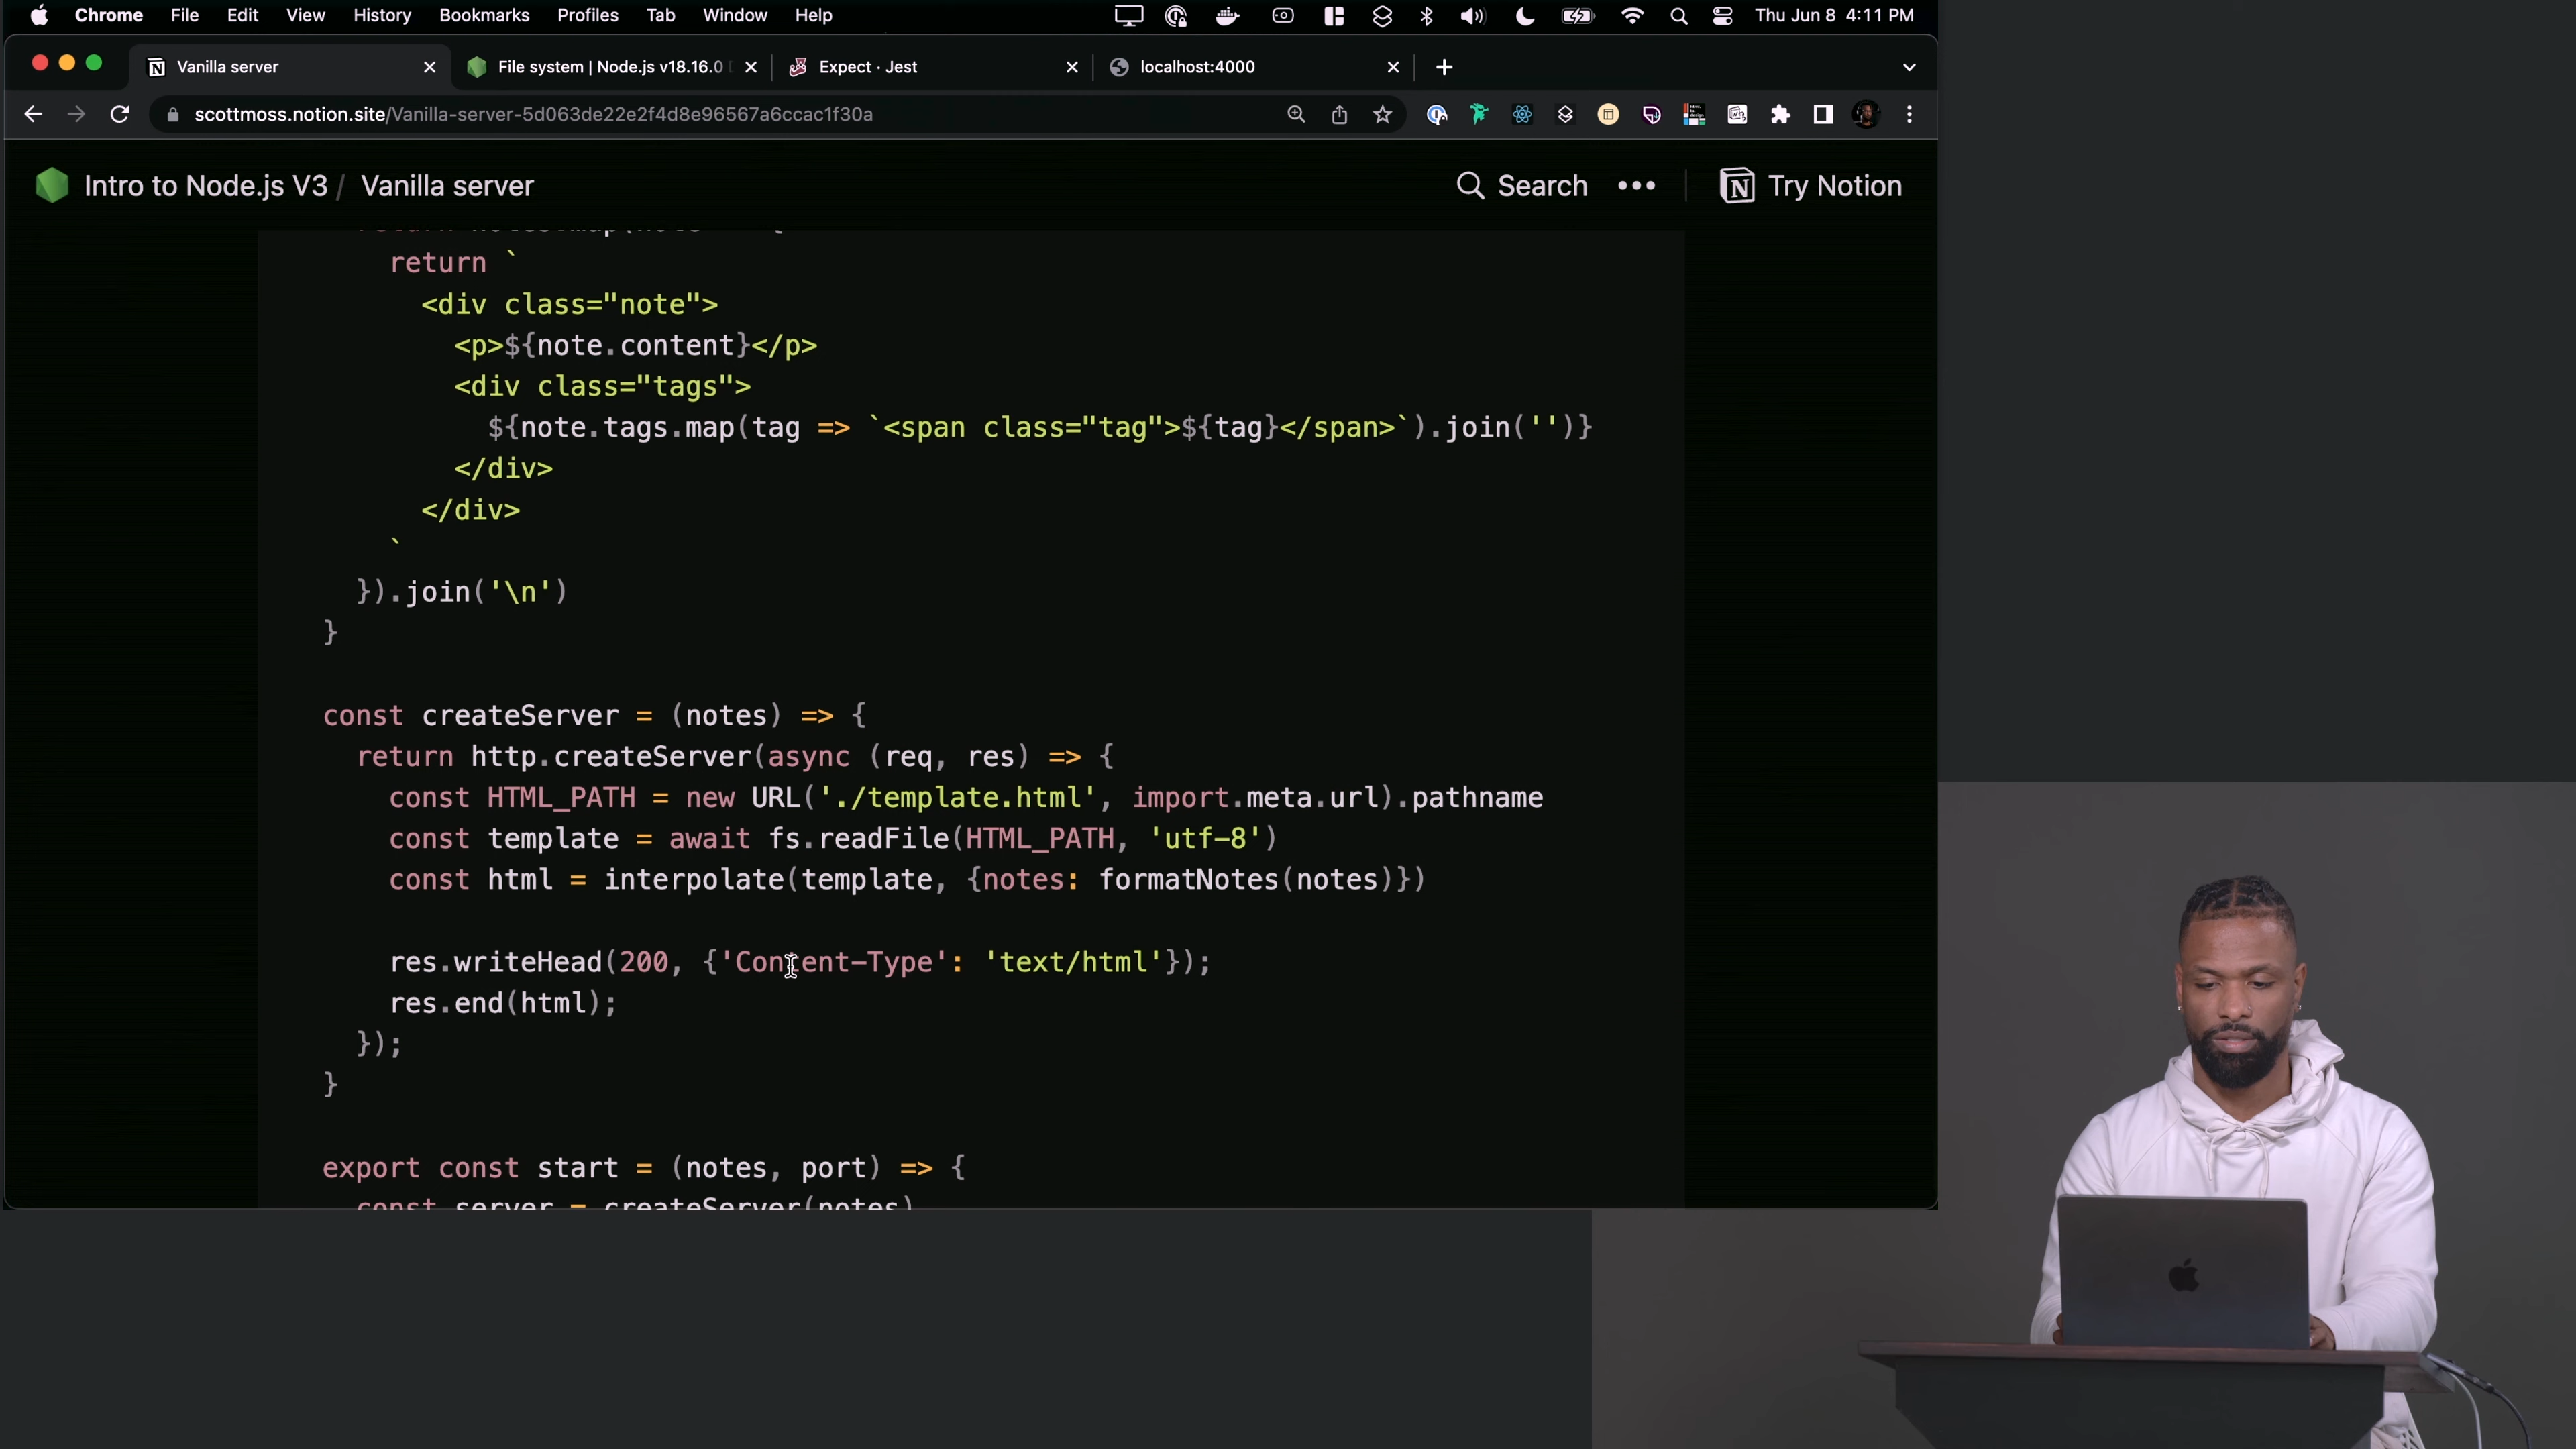 Chrome File Edit View History Bookmarks Profiles Tab Window Help Thu Jun 8 4:11 PM
Vanilla server File system | Node.js v18.16.0 Expect · Jest localhost:4000
scottmoss.notion.site/Vanilla-server-5d063de22e2f4d8e96567a6ccac1f30a
Intro to Node.js V3 / Vanilla server Search Try Notion
return `
<div class="note">
<p>${note.content}</p>
<div class="tags">
${note.tags.map(tag => `<span class="tag">${tag}</span>`).join('')}
</div>
</div>
`
}).join('\n')
}
const createServer = (notes) => {
return http.createServer(async (req, res) => {
const HTML_PATH = new URL('./template.html', import.meta.url).pathname
const template = await fs.readFile(HTML_PATH, 'utf-8')
const html = interpolate(template, {notes: formatNotes(notes)})
res.writeHead(200, {'Content-Type': 'text/html'});
res.end(html);
});
}
export const start = (notes, port) => {
const server = createServer(notes)